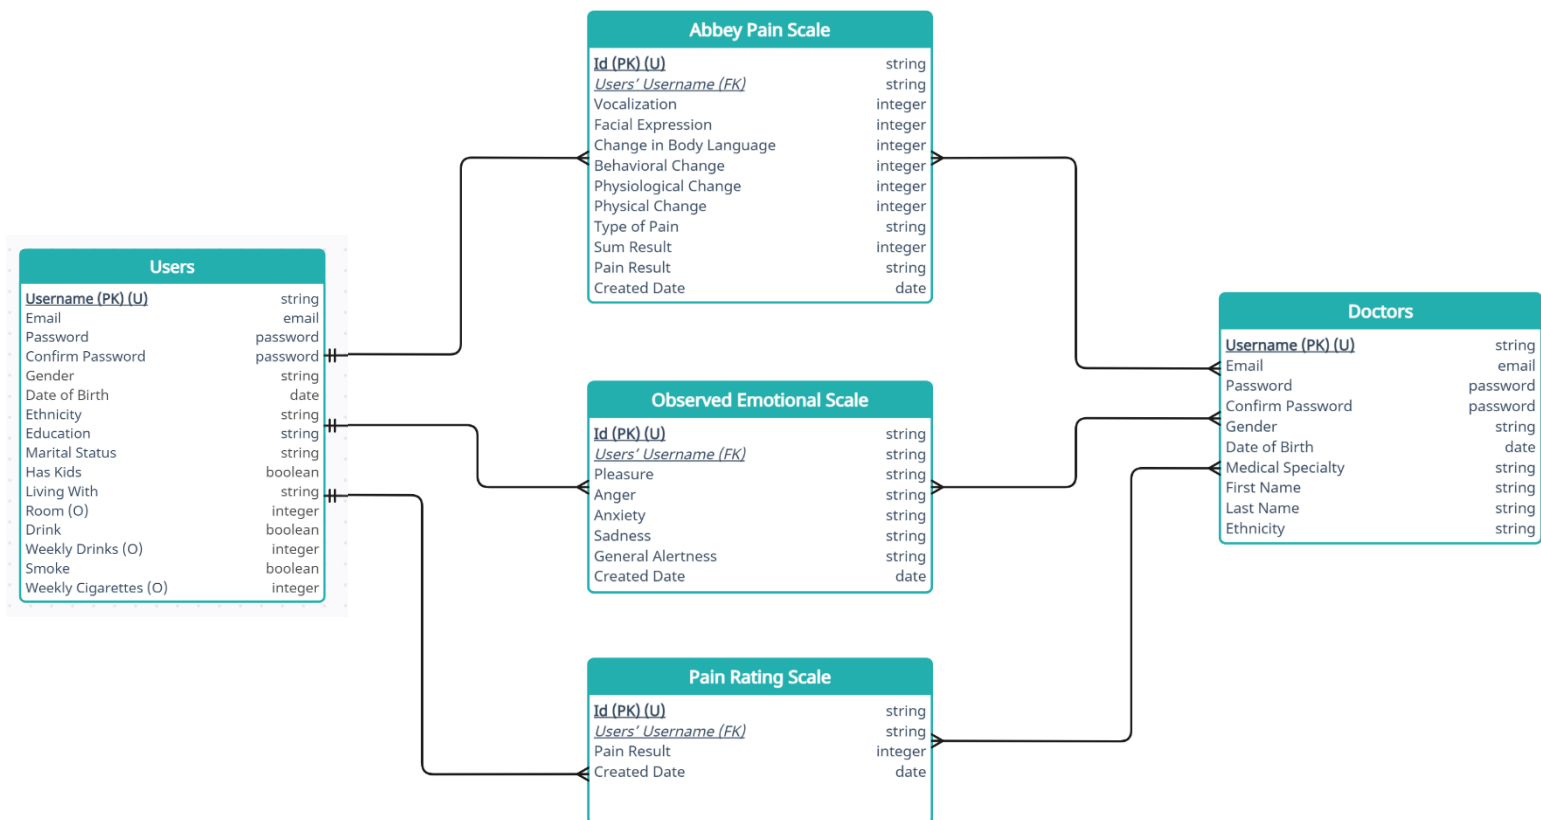 Abbey Pain Scale
Id (PK) (U) string
Users' Username (FK) string
Vocalization integer
Facial Expression integer
Change in Body Language integer
Behavioral Change integer
Physiological Change integer
Physical Change integer
Type of Pain string
Sum Result integer
Pain Result string
Created Date date
Users
Username (PK) (U) string
Email email
Password password
Confirm Password password
Gender string
Date of Birth date
Ethnicity string
Education string
Marital Status string
Has Kids boolean
Living With string
Room (O) integer
Drink boolean
Weekly Drinks (O) integer
Smoke boolean
Weekly Cigarettes (O) integer
Observed Emotional Scale
Id (PK) (U) string
Users' Username (FK) string
Pleasure string
Anger string
Anxiety string
Sadness string
General Alertness string
Created Date date
Doctors
Username (PK) (U) string
Email email
Password password
Confirm Password password
Gender string
Date of Birth date
Medical Specialty string
First Name string
Last Name string
Ethnicity string
Pain Rating Scale
Id (PK) (U) string
Users' Username (FK) string
Pain Result integer
Created Date date